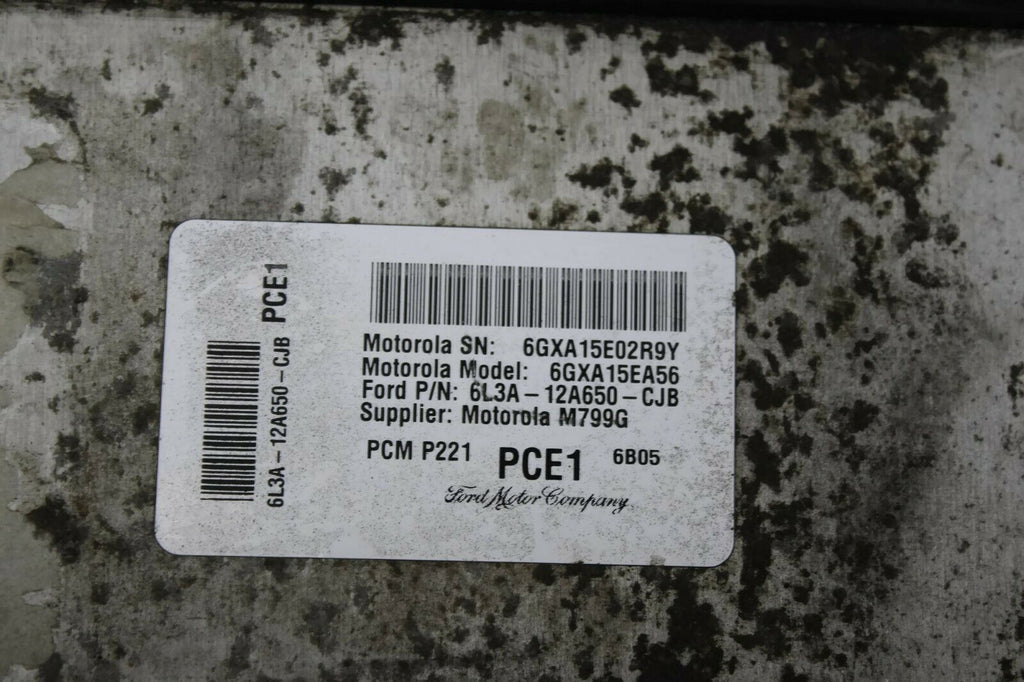 PCE1
6L3A-12A650-CJB
Motorola SN: 6GXA15E02R9Y
Motorola Model: 6GXA15EA56
Ford P/N: 6L3A-12A650-CJB
Supplier: Motorola M799G
PCM P221 PCE1 6B05
Ford Motor Company